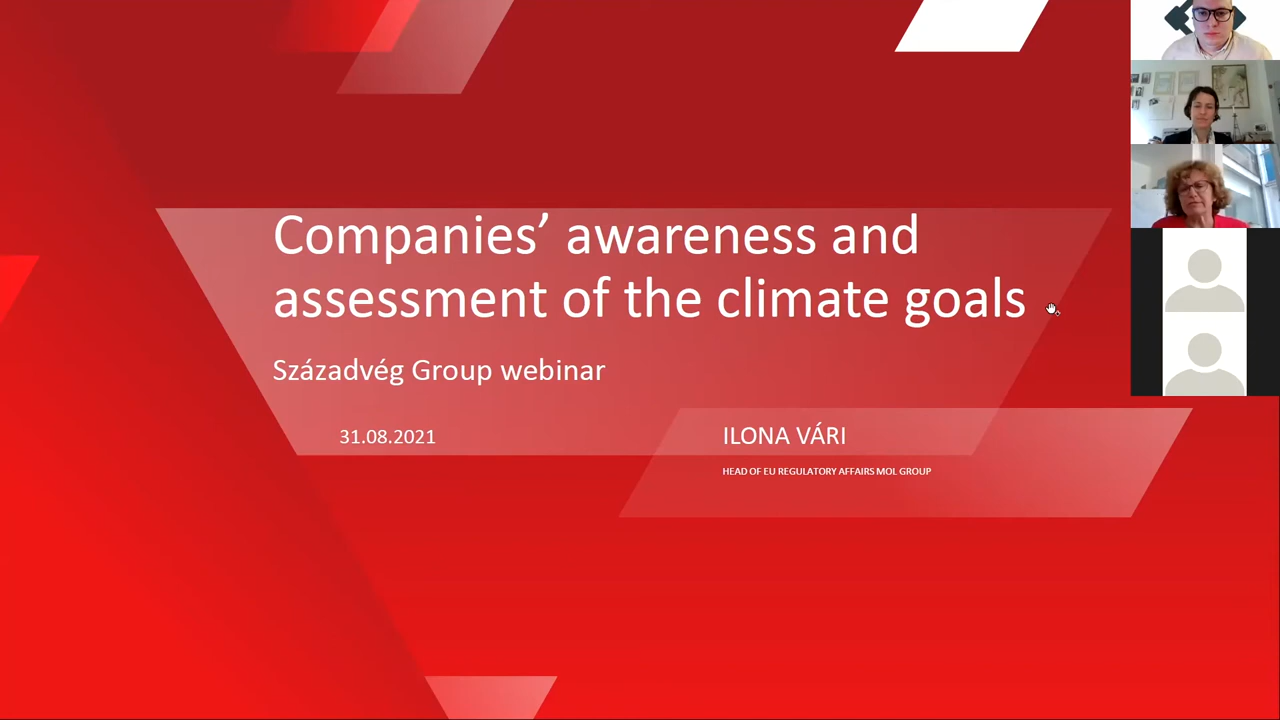 Companies’ awareness and
assessment of the climate goals
Századvég Group webinar
31.08.2021
ILONA VÁRI
HEAD OF EU REGULATORY AFFAIRS MOL GROUP